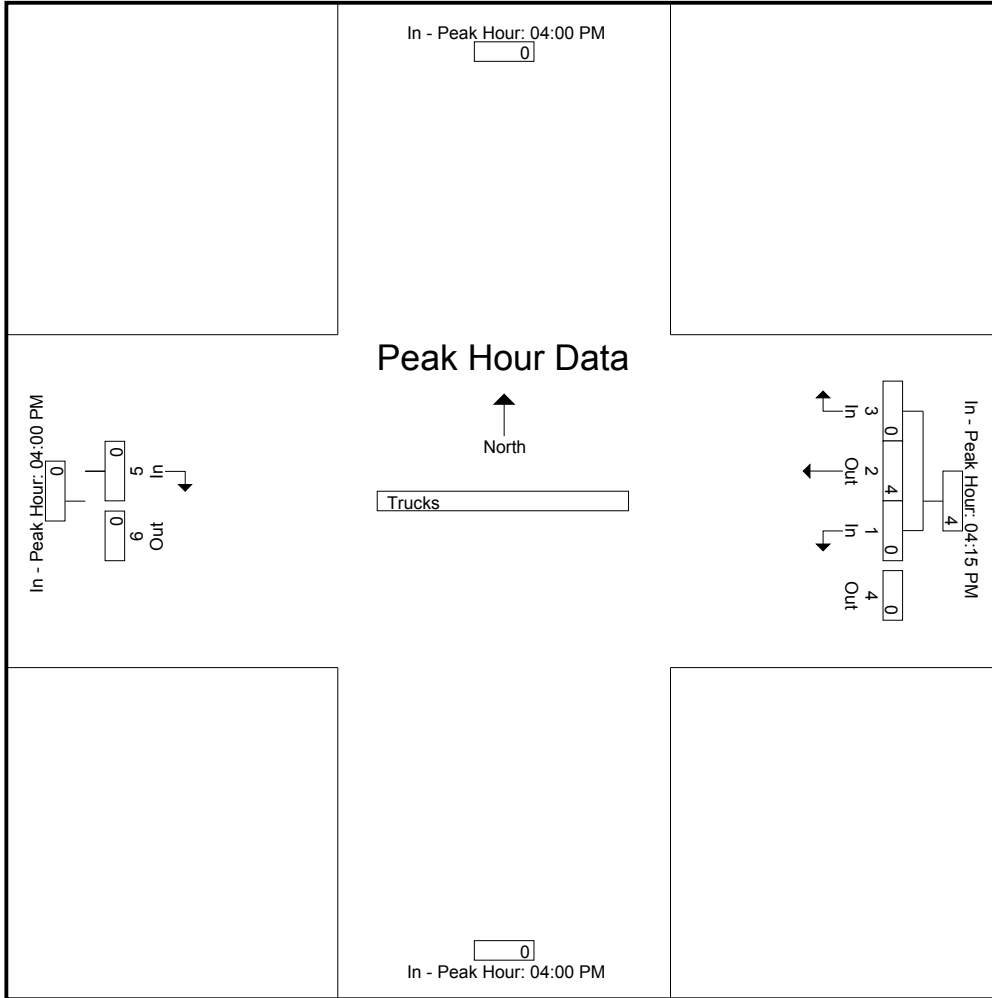 In - Peak Hour: 04:00 PM
0
Peak Hour Data
North
Trucks
In - Peak Hour: 04:00 PM
0
0
5
In
0
6
Out
In - Peak Hour: 04:15 PM
4
0
3
In
4
2
Out
0
1
In
0
4
Out
0
In - Peak Hour: 04:00 PM